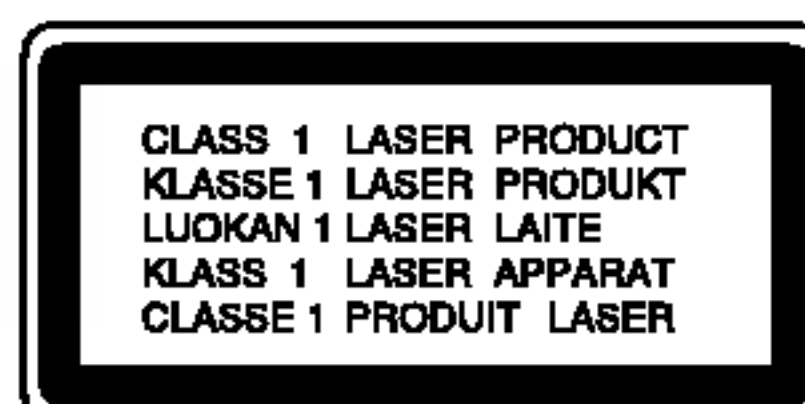 CLASS 1 LASER PRODUCT
KLASSE 1 LASER PRODUKT
LUOKAN 1 LASER LAITE
KLASS 1 LASER APPARAT
CLASSE 1 PRODUIT LASER